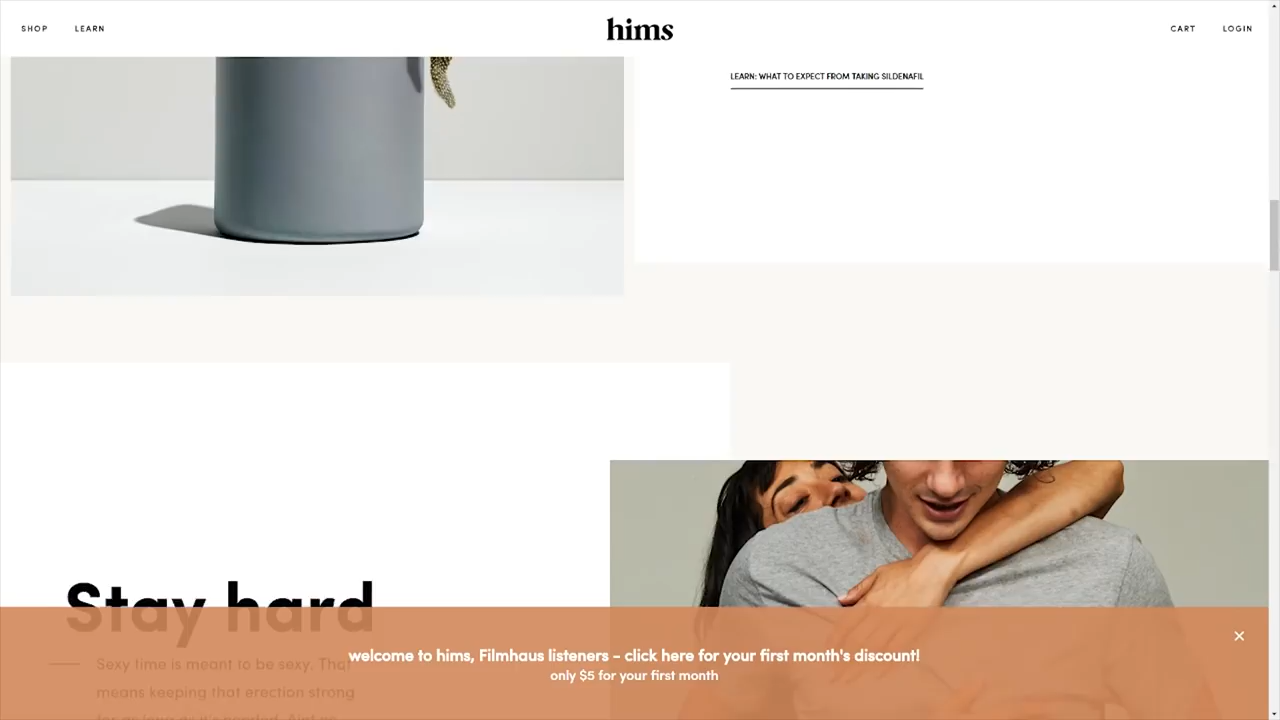 SHOP LEARN hims CART LOGIN
LEARN: WHAT TO EXPECT FROM TAKING SILDENAFIL
Stay hard
Sexy time is meant to be sexy. That
means keeping that erection strong
welcome to hims, Filmhaus listeners - click here for your first month's discount!
only $5 for your first month